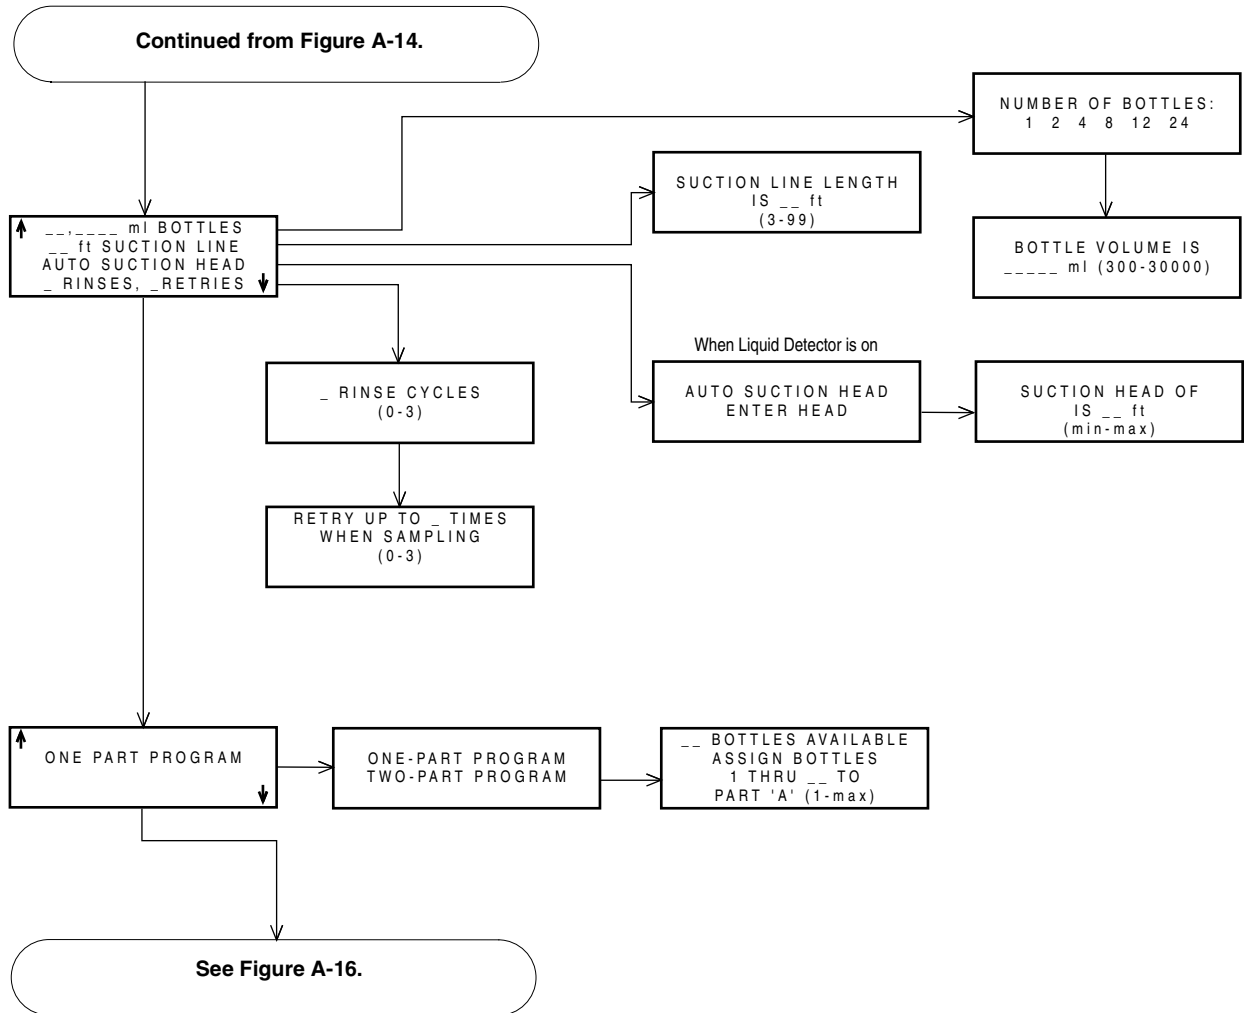 Continued from Figure A-14.
NUMBER OF BOTTLES:
1 2 4 8 12 24
SUCTION LINE LENGTH
IS __ ft
(3-99)
__,____ ml BOTTLES
__ ft SUCTION LINE
AUTO SUCTION HEAD
_ RINSES, _RETRIES
BOTTLE VOLUME IS
_____ ml (300-30000)
When Liquid Detector is on
AUTO SUCTION HEAD
ENTER HEAD
SUCTION HEAD OF
IS __ ft
(min-max)
_ RINSE CYCLES
(0-3)
RETRY UP TO _ TIMES
WHEN SAMPLING
(0-3)
ONE PART PROGRAM
ONE-PART PROGRAM
TWO-PART PROGRAM
__ BOTTLES AVAILABLE
ASSIGN BOTTLES
1 THRU __ TO
PART 'A' (1-max)
See Figure A-16.